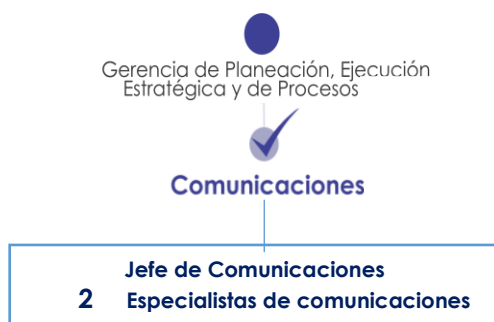 Gerencia de Planeación, Ejecución
Estratégica y de Procesos
Comunicaciones
Jefe de Comunicaciones
2 Especialistas de comunicaciones